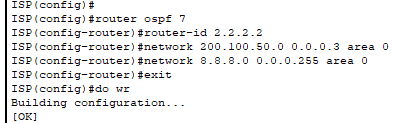 ISP(config)#
ISP(config)#router ospf 7
ISP(config-router)#router-id 2.2.2.2
ISP(config-router)#network 200.100.50.0 0.0.0.3 area 0
ISP(config-router)#network 8.8.8.0 0.0.0.255 area 0
ISP(config-router)#exit
ISP(config)#do wr
Building configuration...
[OK]